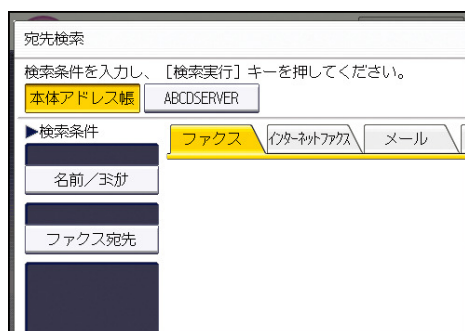 宛先検索
検索条件を入力し、［検索実行］キーを押してください。
本体アドレス帳 ABCDSERVER
▶検索条件
ファクス インターネットファクス メール
名前／ヨミガナ
ファクス宛先